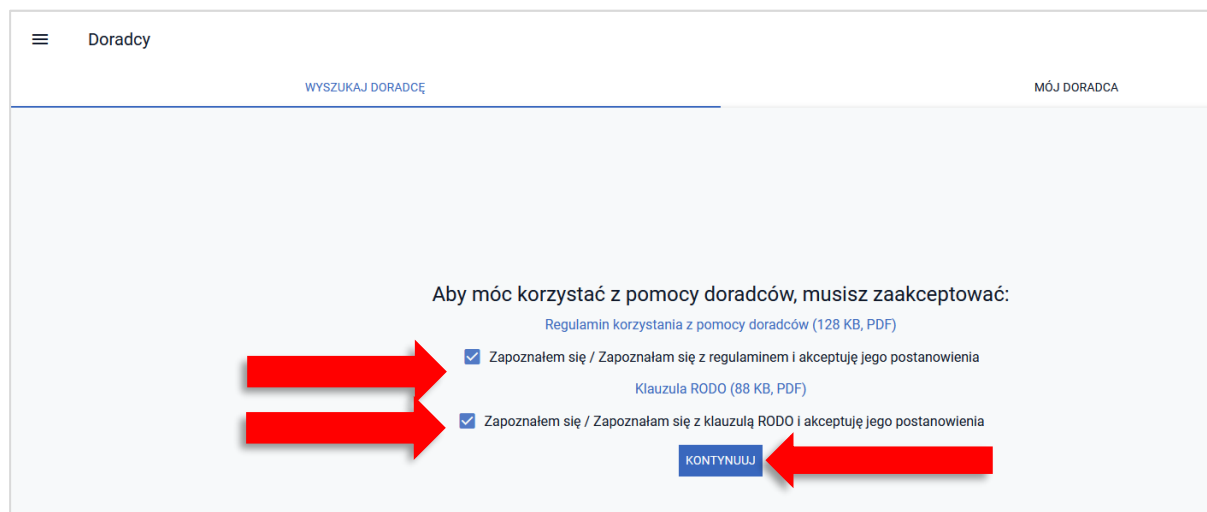 Doradcy
WYSZUKAJ DORADCĘ
MÓJ DORADCA
Aby móc korzystać z pomocy doradców, musisz zaakceptować:
Regulamin korzystania z pomocy doradców (128 KB, PDF)
Zapoznałem się / Zapoznałam się z regulaminem i akceptuję jego postanowienia
Klauzula RODO (88 KB, PDF)
Zapoznałem się / Zapoznałam się z klauzulą RODO i akceptuję jego postanowienia
KONTYNUUJ